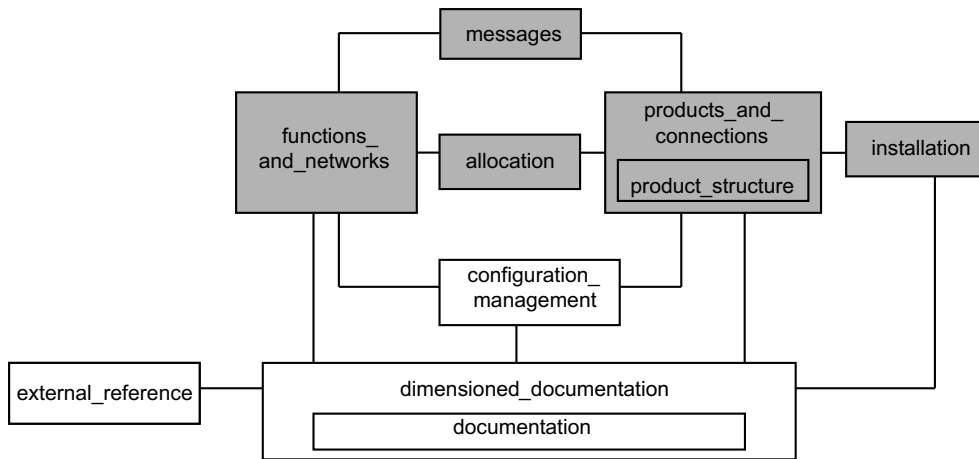 messages
functions_
and_networks
allocation
products_and_
connections
product_structure
installation
configuration_
management
external_reference
dimensioned_documentation
documentation